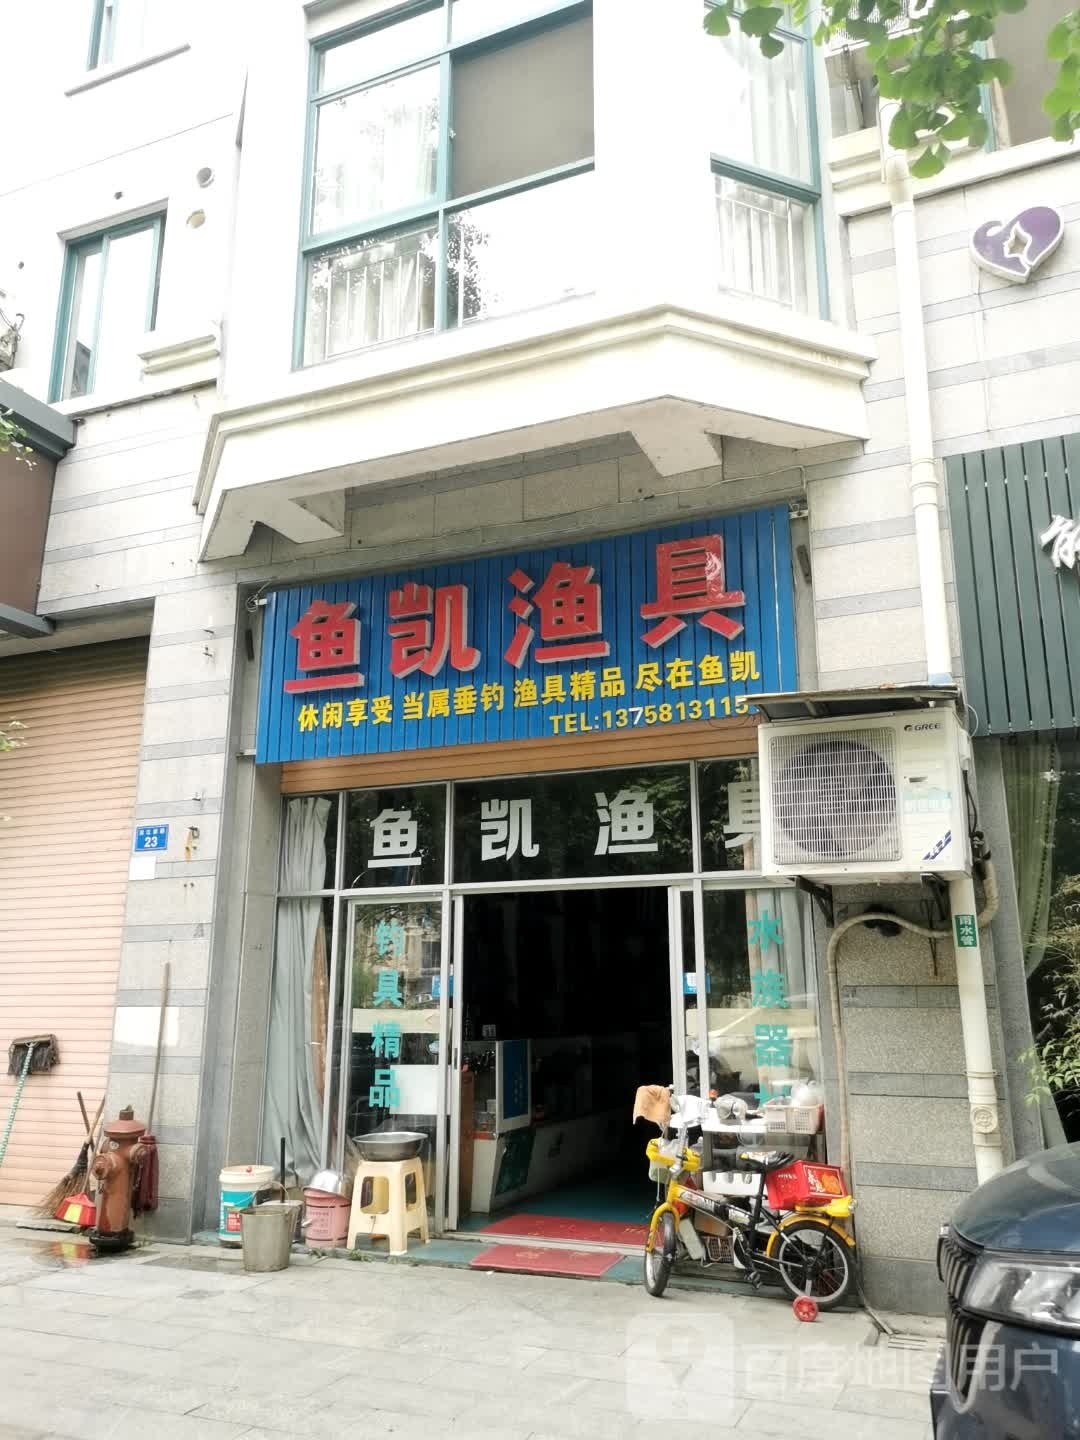 鱼凯渔具
休闲享受 当属垂钓 渔具精品 尽在鱼凯
TEL:1375813115
GREE
鱼凯渔具
23
钓具精品
水族器
雨水管
百度地图用户